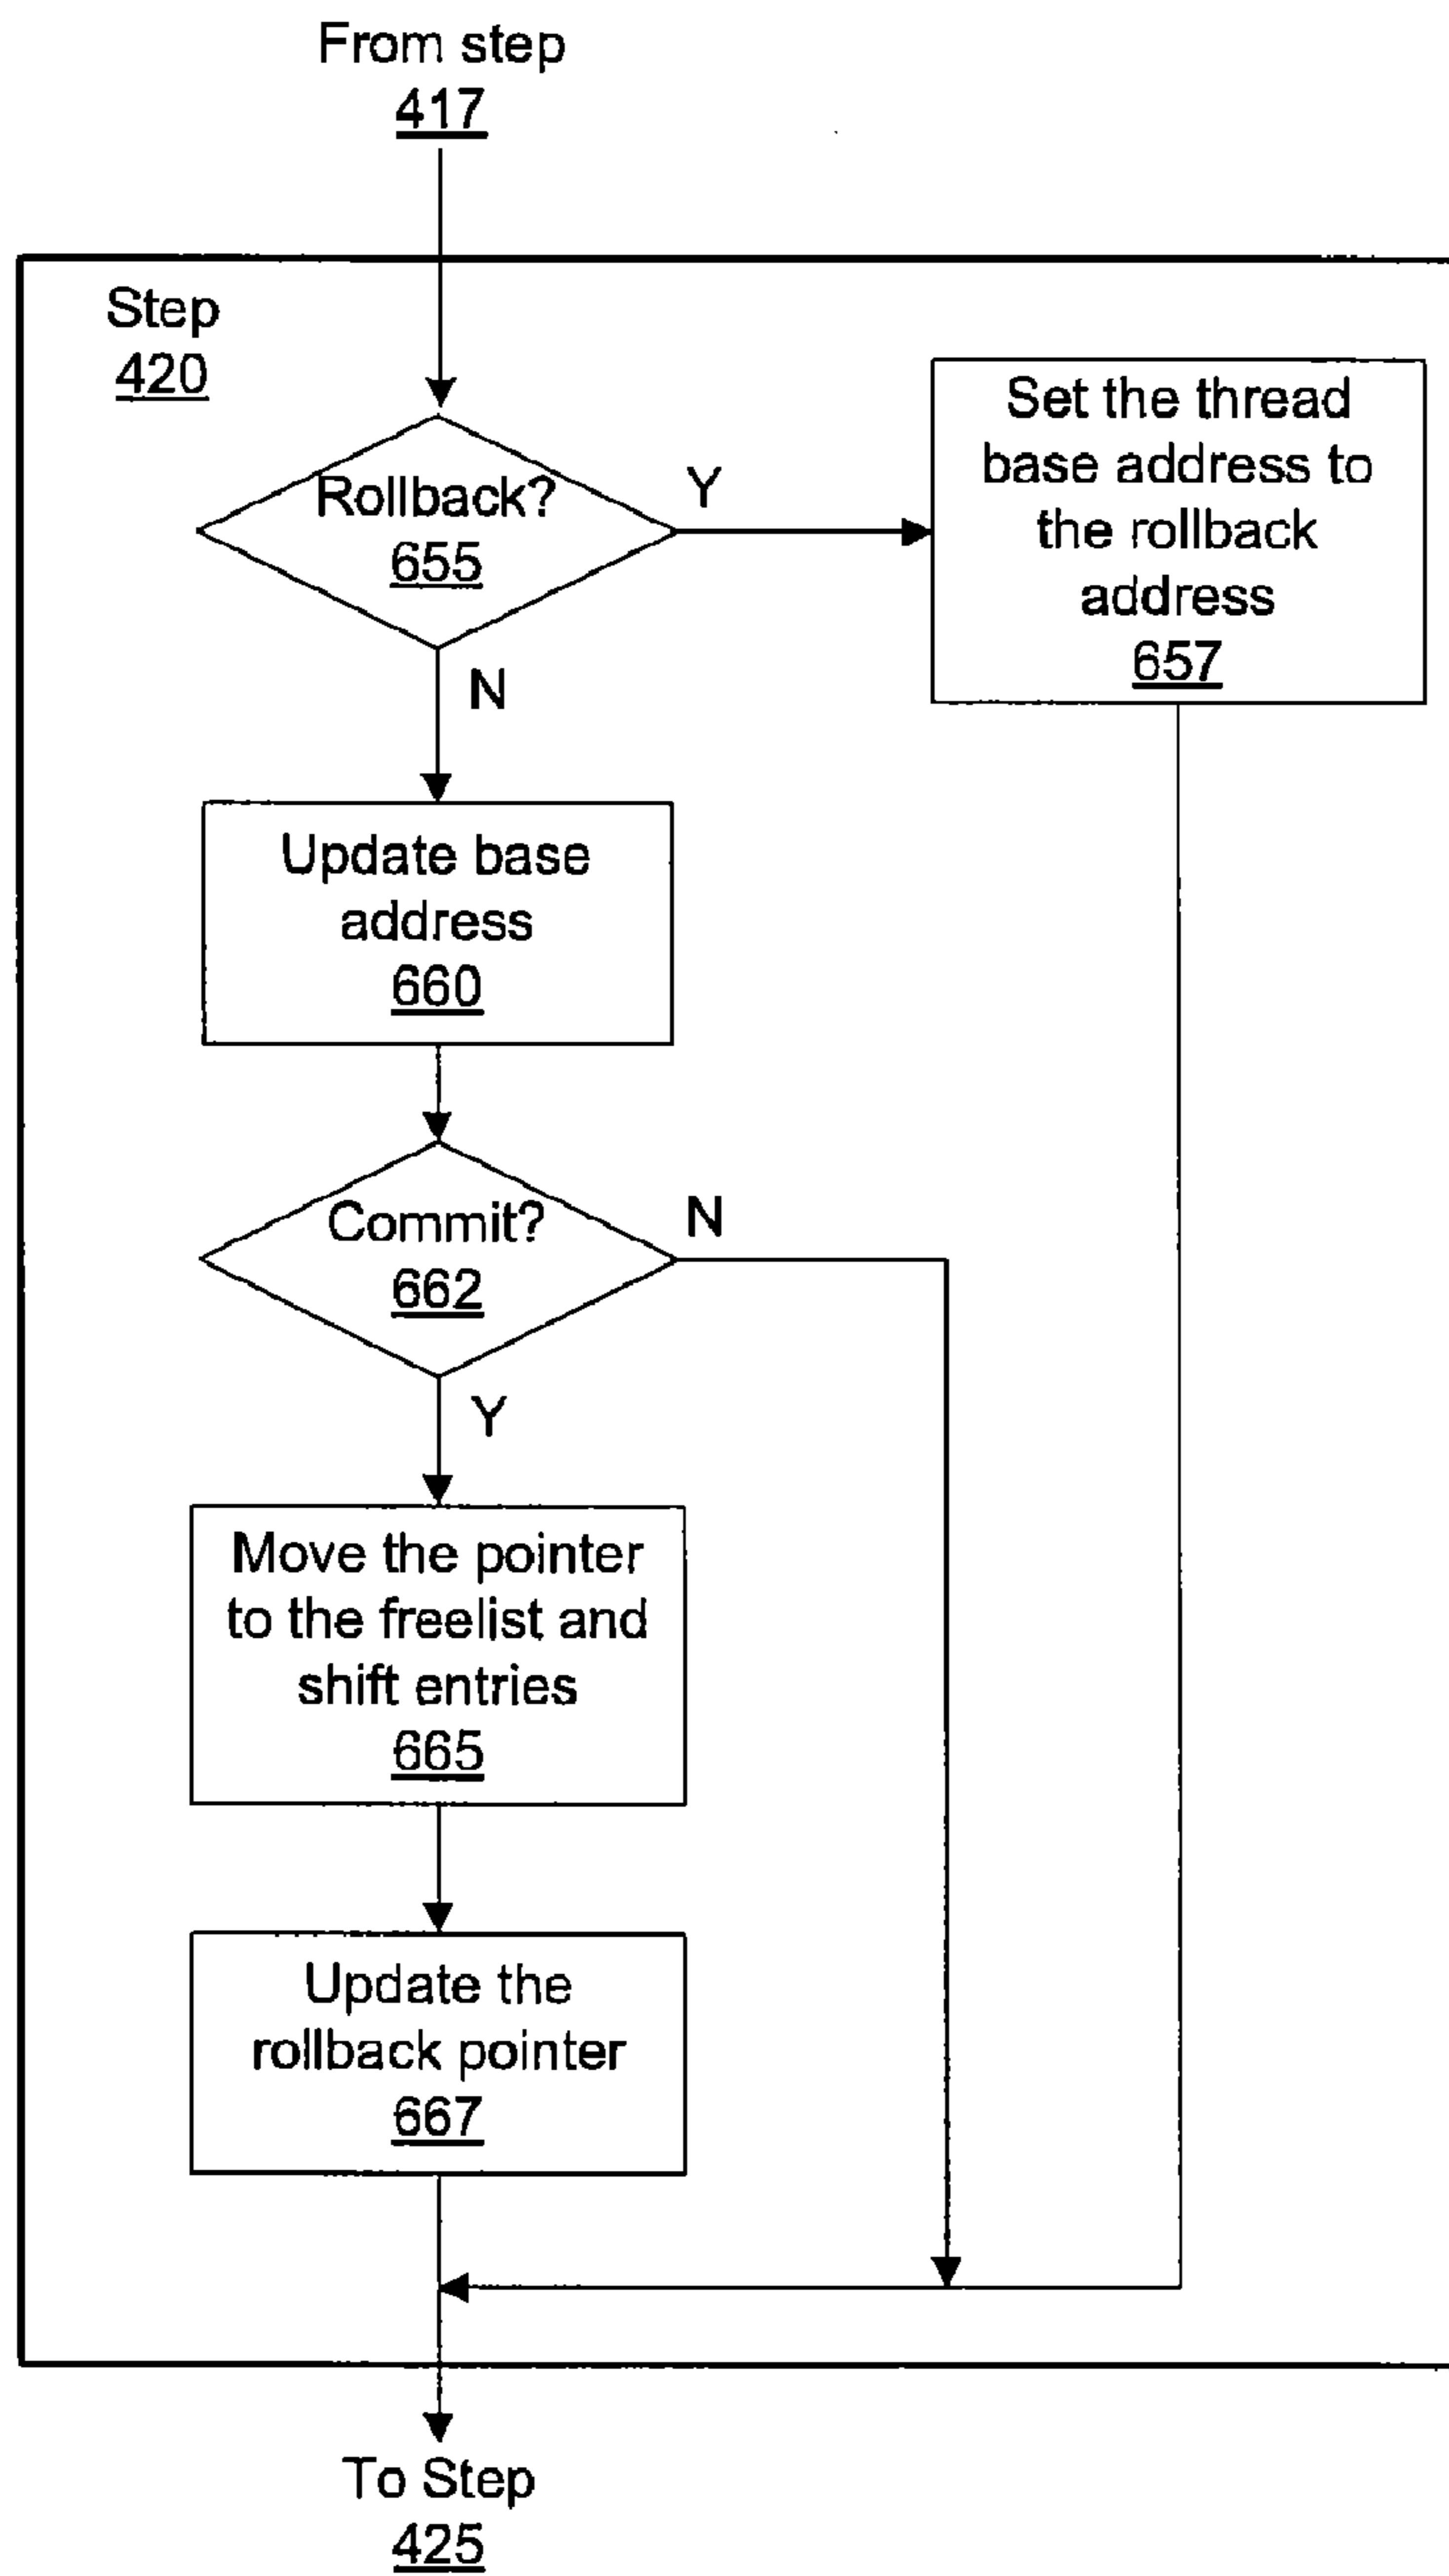 From step
417
Step
420
Rollback?
655
Y
Set the thread
base address to
the rollback
address
657
N
Update base
address
660
Commit?
662
N
Y
Move the pointer
to the freelist and
shift entries
665
Update the
rollback pointer
667
To Step
425